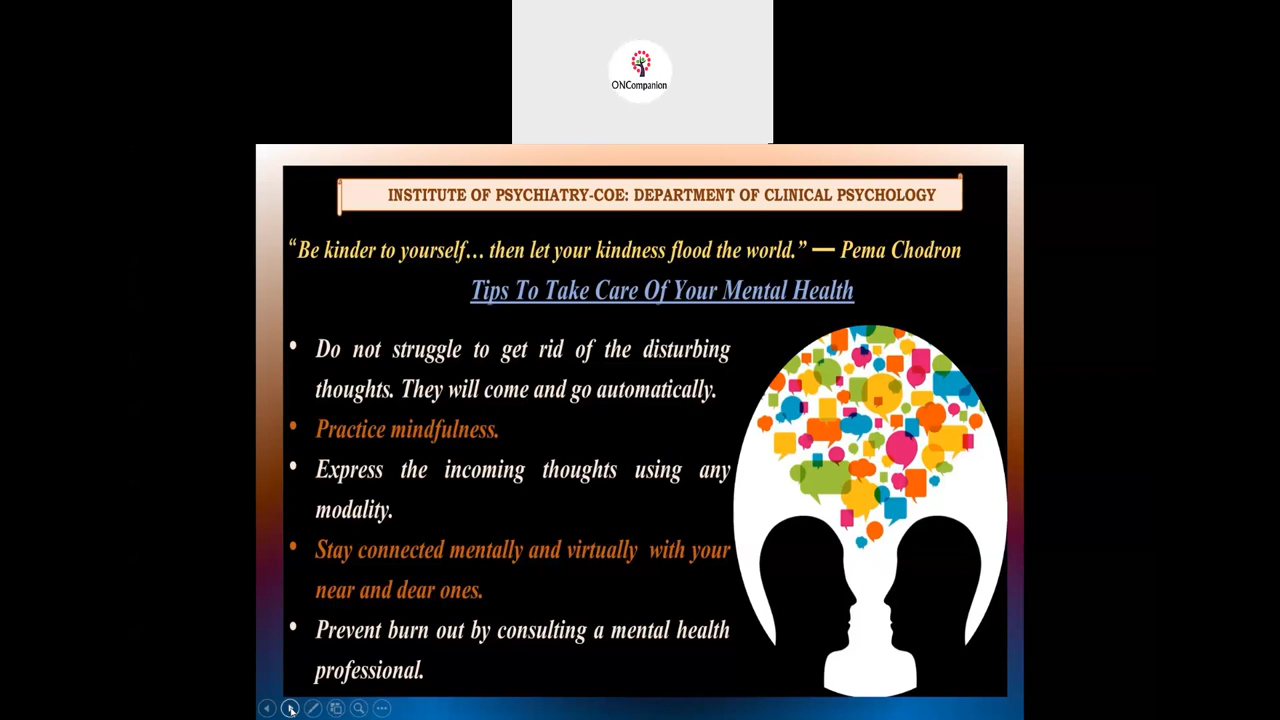 ONCompanion
INSTITUTE OF PSYCHIATRY-COE: DEPARTMENT OF CLINICAL PSYCHOLOGY
“Be kinder to yourself… then let your kindness flood the world.” — Pema Chodron
Tips To Take Care Of Your Mental Health
• Do not struggle to get rid of the disturbing
thoughts. They will come and go automatically.
• Practice mindfulness.
• Express the incoming thoughts using any
modality.
• Stay connected mentally and virtually with your
near and dear ones.
• Prevent burn out by consulting a mental health
professional.